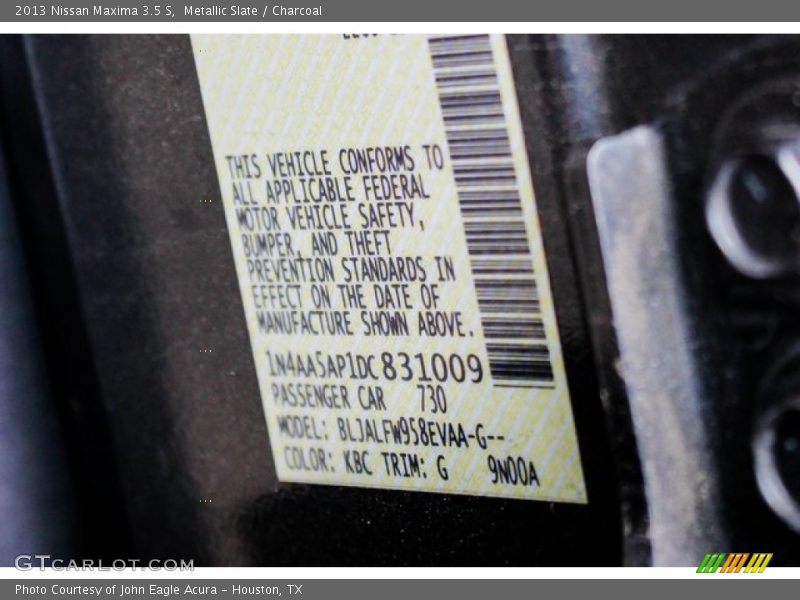 2013 Nissan Maxima 3.5 S, Metallic Slate / Charcoal
THIS VEHICLE CONFORMS TO
ALL APPLICABLE FEDERAL
MOTOR VEHICLE SAFETY,
BUMPER, AND THEFT
PREVENTION STANDARDS IN
EFFECT ON THE DATE OF
MANUFACTURE SHOWN ABOVE.
1N4AA5AP1DC831009
PASSENGER CAR 730
MODEL: BLJALFW958EVAA-G--
COLOR: KBC TRIM: G 9N00A
GTCARLOT.COM
Photo Courtesy of John Eagle Acura - Houston, TX